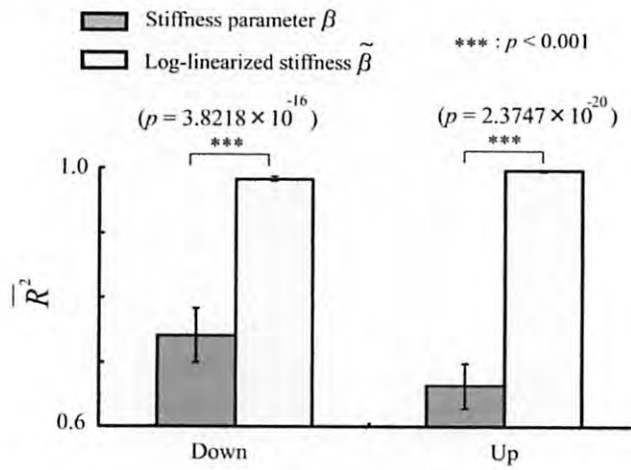 Stiffness parameter β
Log-linearized stiffness β̃
*** : p < 0.001
(p = 3.8218 × 10⁻¹⁶)
(p = 2.3747 × 10⁻²⁰)
***
***
1.0
R̅²
0.6
Down
Up